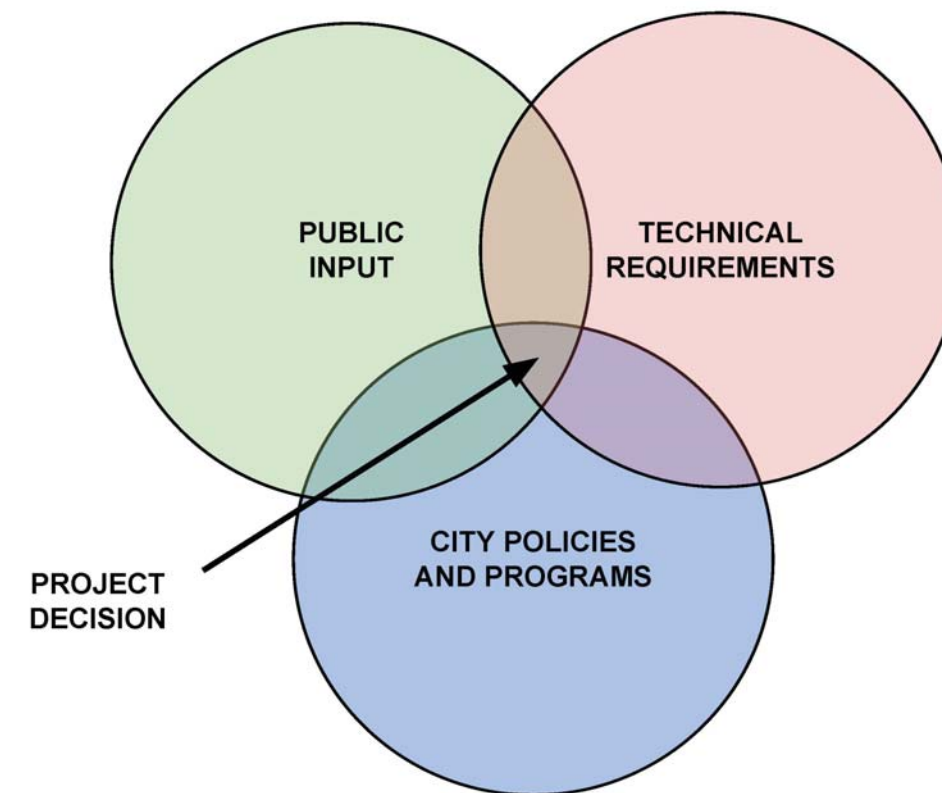 PUBLIC
INPUT
TECHNICAL
REQUIREMENTS
CITY POLICIES
AND PROGRAMS
PROJECT
DECISION